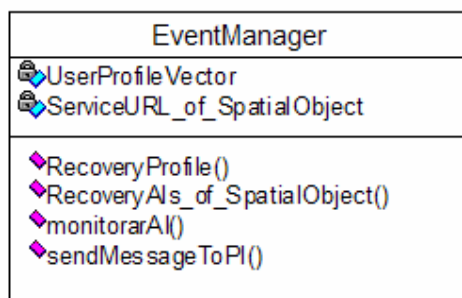 EventManager
UserProfileVector
ServiceURL_of_SpatialObject
RecoveryProfile()
RecoveryAIs_of_SpatialObject()
monitorarAI()
sendMessageToPI()